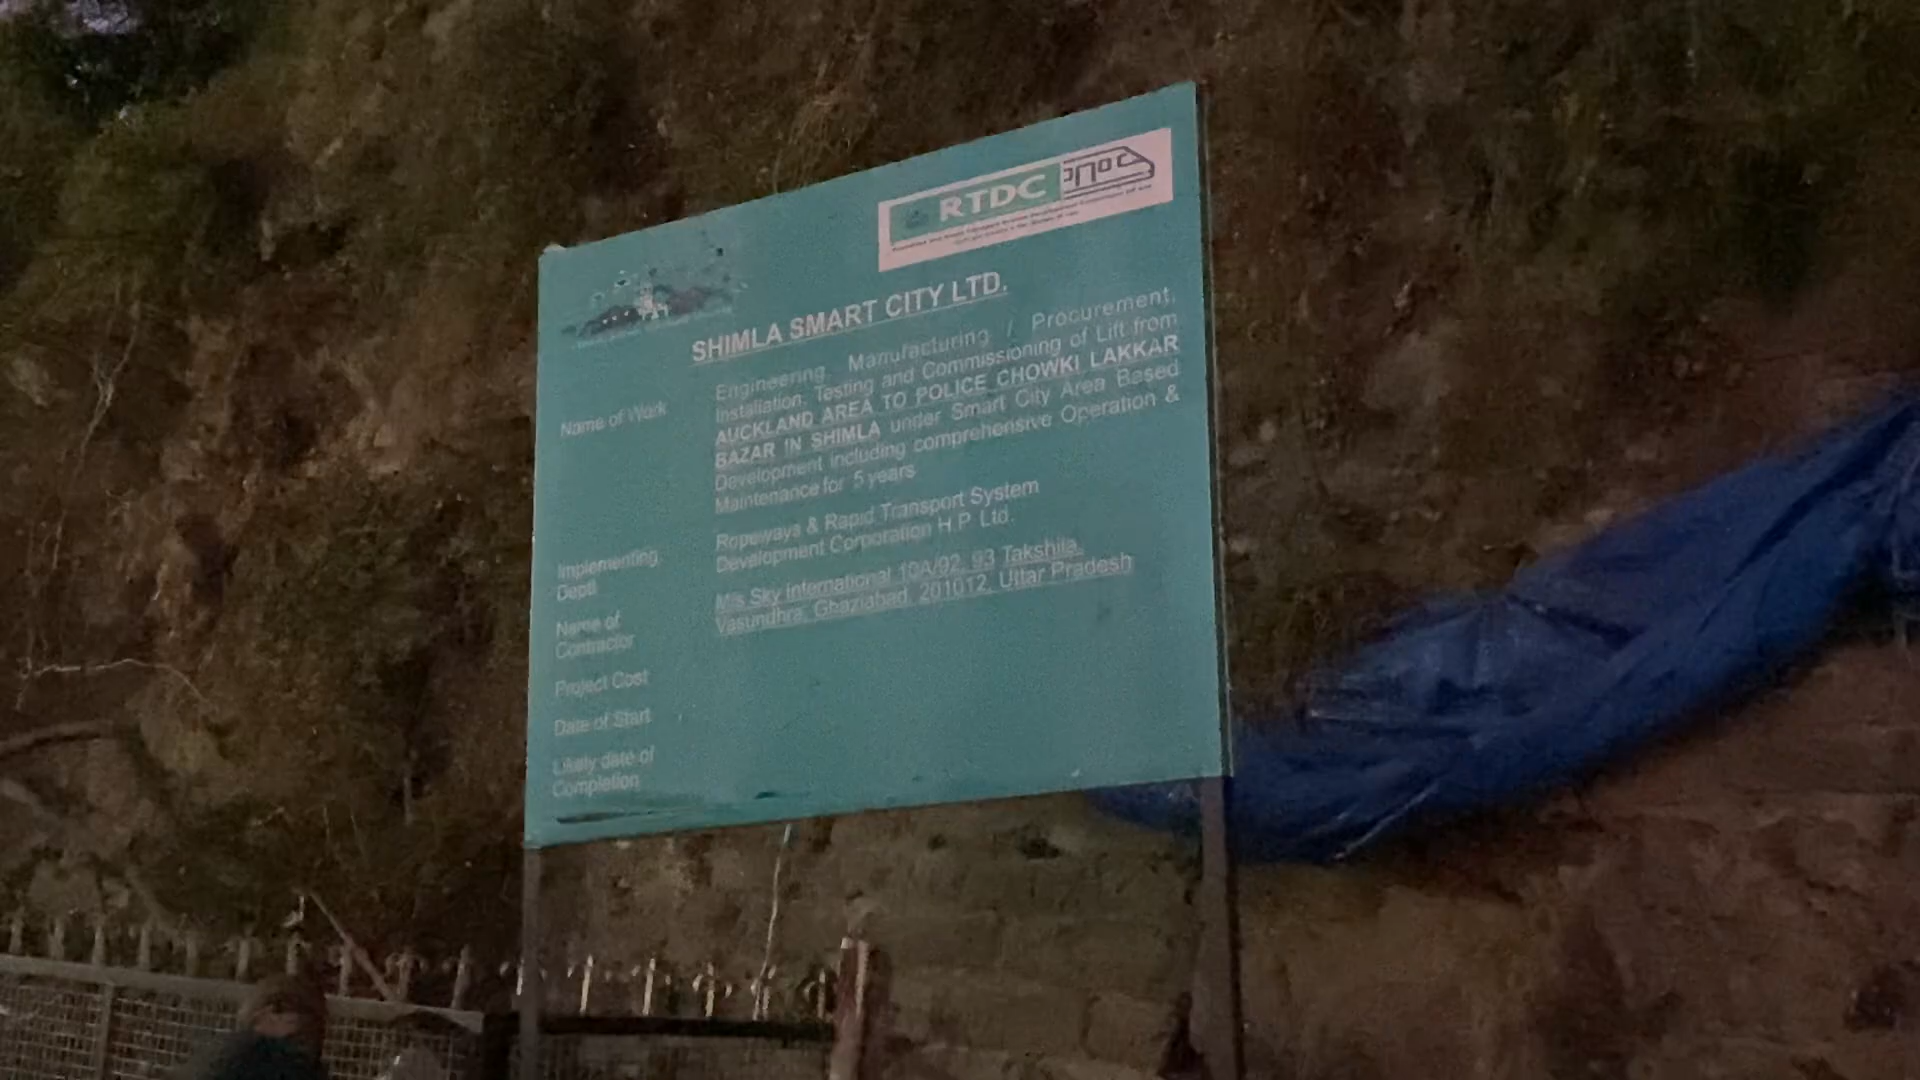 RTDC
SHIMLA SMART CITY LTD.
Name of Work
Engineering, Manufacturing / Procurement,
Installation, Testing and Commissioning of Lift from
AUCKLAND AREA TO POLICE CHOWKI LAKKAR
BAZAR IN SHIMLA under Smart City Area Based
Development including comprehensive Operation &
Maintenance for 5 years
Implementing
Deptt
Ropeways & Rapid Transport System
Development Corporation H.P. Ltd.
Name of
Contractor
M/s Sky International 10A/92, 93 Takshila,
Vasundhra, Ghaziabad, 201012, Uttar Pradesh
Project Cost
Date of Start
Likely date of
Completion